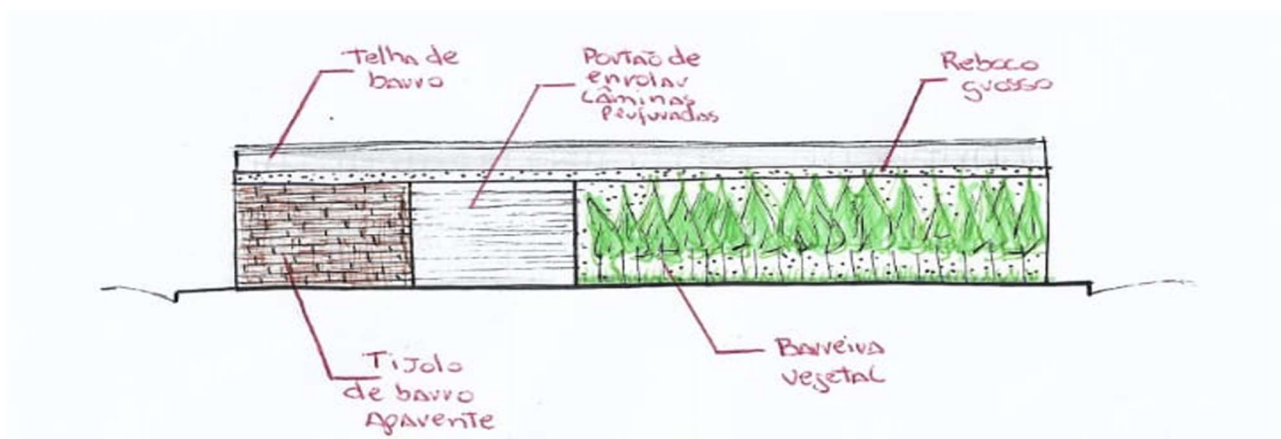 Telha de
barro
Portão de
enrolar
Lâminas
Perfuradas
Reboco
grosso
Tijolo
de barro
Aparente
Barreira
vegetal